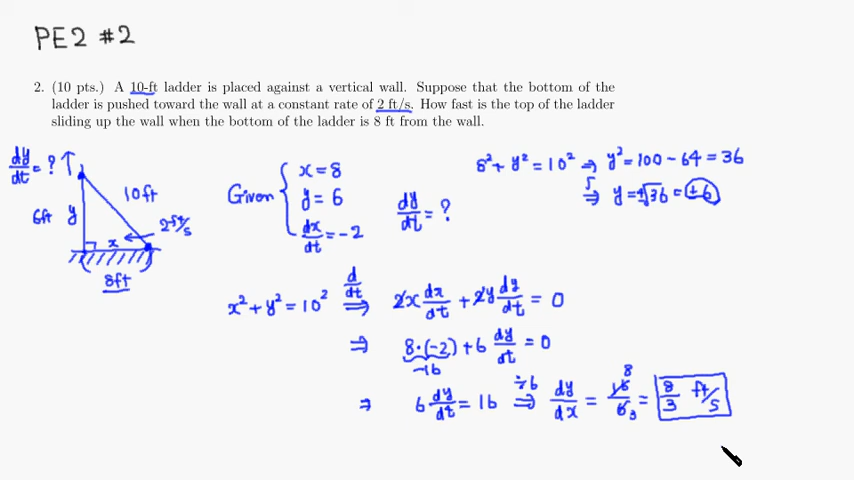 PE2 #2
2. (10 pts.) A 10-ft ladder is placed against a vertical wall. Suppose that the bottom of the
ladder is pushed toward the wall at a constant rate of 2 ft/s. How fast is the top of the ladder
sliding up the wall when the bottom of the ladder is 8 ft from the wall.
dy/dt = ? ↑
10ft
6ft y
x
2 ft/s
8ft
Given { x = 8
y = 6
dx/dt = -2
dy/dt = ?
8² + y² = 10² ⇒ y² = 100 - 64 = 36
√ ⇒ y = ±√36 = ±6
x² + y² = 10² d/dt ⇒ 2x dx/dt + 2y dy/dt = 0
⇒ 8·(-2) + 6 dy/dt = 0
-16
⇒ 6 dy/dt = 16 ÷6 ⇒ dy/dx = 16/6 8 3 = 8/3 ft/s